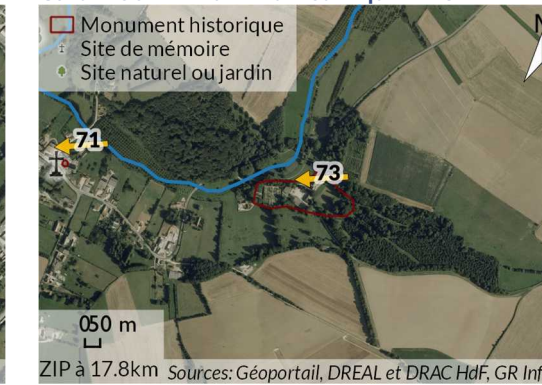 Monument historique
Site de mémoire
Site naturel ou jardin
N
71
73
050 m
ZIP à 17.8km
Sources: Géoportail, DREAL et DRAC HdF, GR Inf